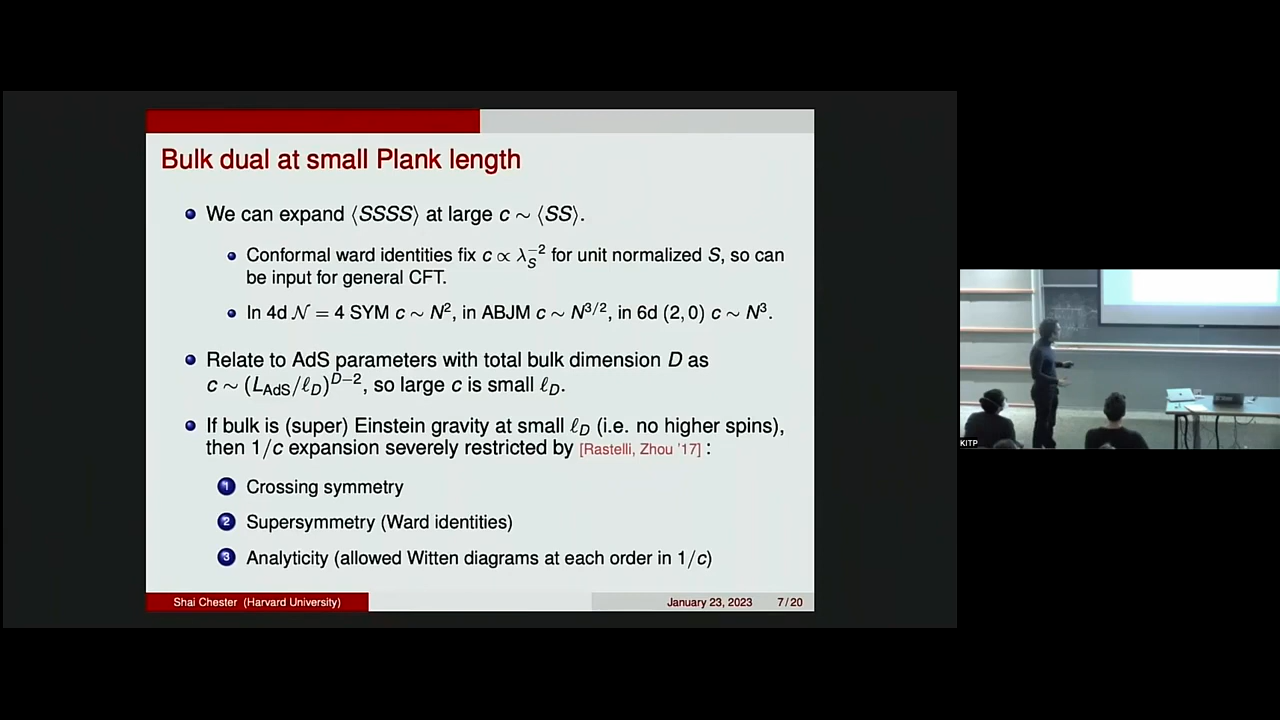 Bulk dual at small Plank length
We can expand ⟨SSSS⟩ at large c ∼ ⟨SS⟩.
Conformal ward identities fix c ∝ λ_S^{-2} for unit normalized S, so can
be input for general CFT.
In 4d 𝒩 = 4 SYM c ∼ N², in ABJM c ∼ N^{3/2}, in 6d (2, 0) c ∼ N³.
Relate to AdS parameters with total bulk dimension D as
c ∼ (L_{AdS}/ℓ_D)^{D−2}, so large c is small ℓ_D.
If bulk is (super) Einstein gravity at small ℓ_D (i.e. no higher spins),
then 1/c expansion severely restricted by [Rastelli, Zhou '17] :
1 Crossing symmetry
2 Supersymmetry (Ward identities)
3 Analyticity (allowed Witten diagrams at each order in 1/c)
Shai Chester (Harvard University) January 23, 2023 7 / 20
KITP